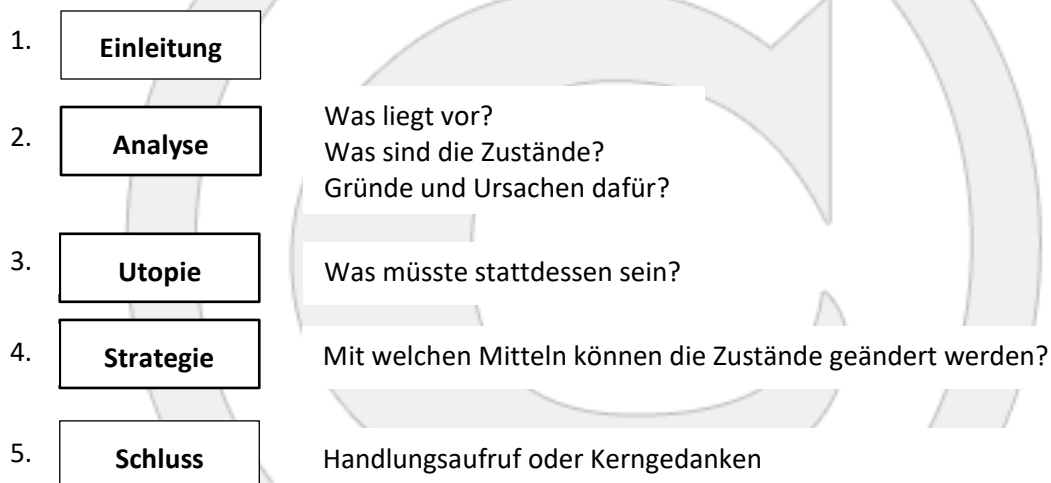 1. Einleitung
2. Analyse
Was liegt vor?
Was sind die Zustände?
Gründe und Ursachen dafür?
3. Utopie Was müsste stattdessen sein?
4. Strategie Mit welchen Mitteln können die Zustände geändert werden?
5. Schluss Handlungsaufruf oder Kerngedanken